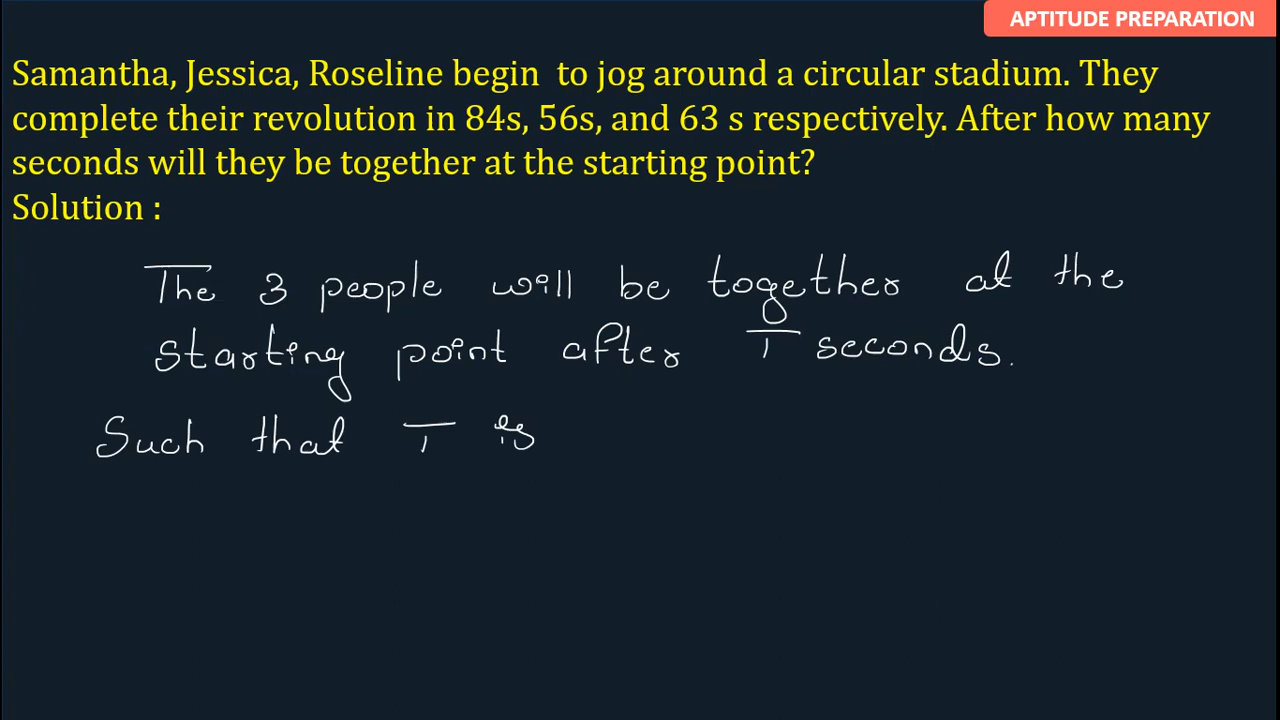 APTITUDE PREPARATION
Samantha, Jessica, Roseline begin to jog around a circular stadium. They
complete their revolution in 84s, 56s, and 63 s respectively. After how many
seconds will they be together at the starting point?
Solution :
The 3 people will be together at the
starting point after T seconds.
Such that T is